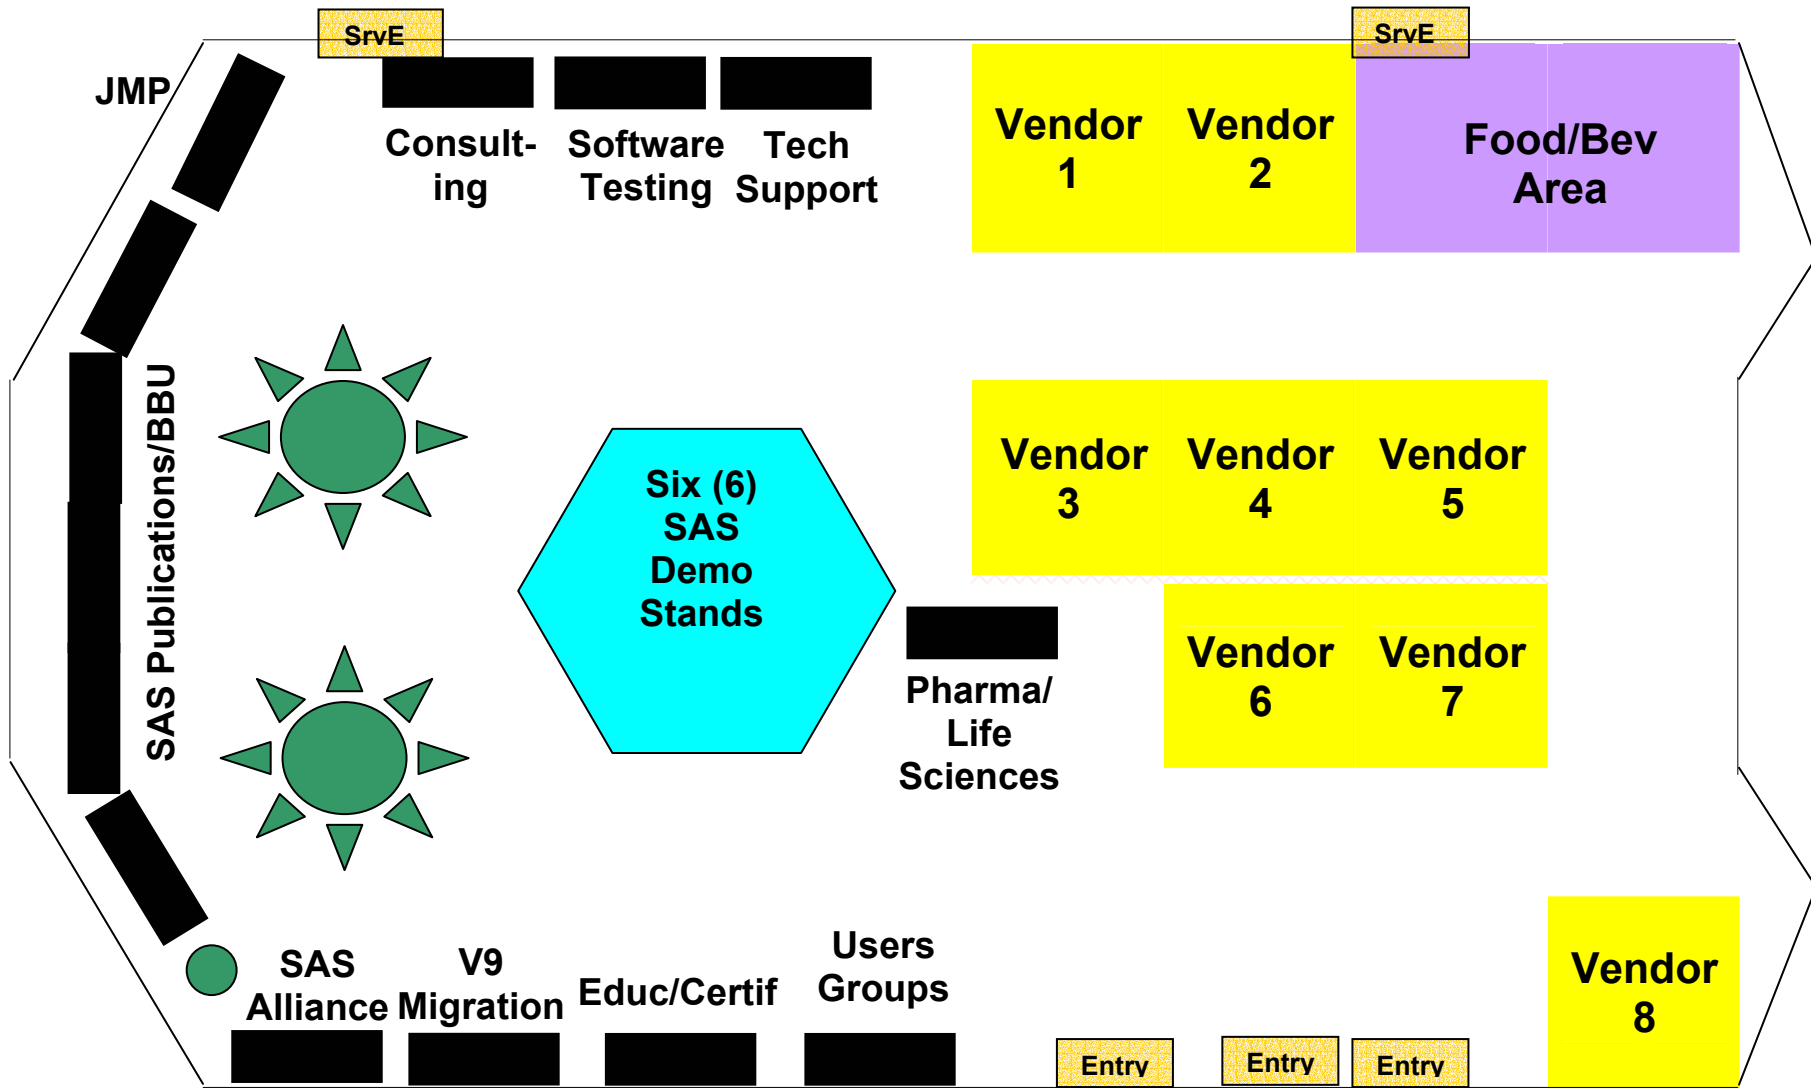 SrvE
SrvE
JMP
Consult-
ing
Software
Testing
Tech
Support
Vendor
1
Vendor
2
Food/Bev
Area
SAS Publications/BBU
Six (6)
SAS
Demo
Stands
Vendor
3
Vendor
4
Vendor
5
Pharma/
Life
Sciences
Vendor
6
Vendor
7
SAS
Alliance
V9
Migration
Educ/Certif
Users
Groups
Vendor
8
Entry
Entry
Entry